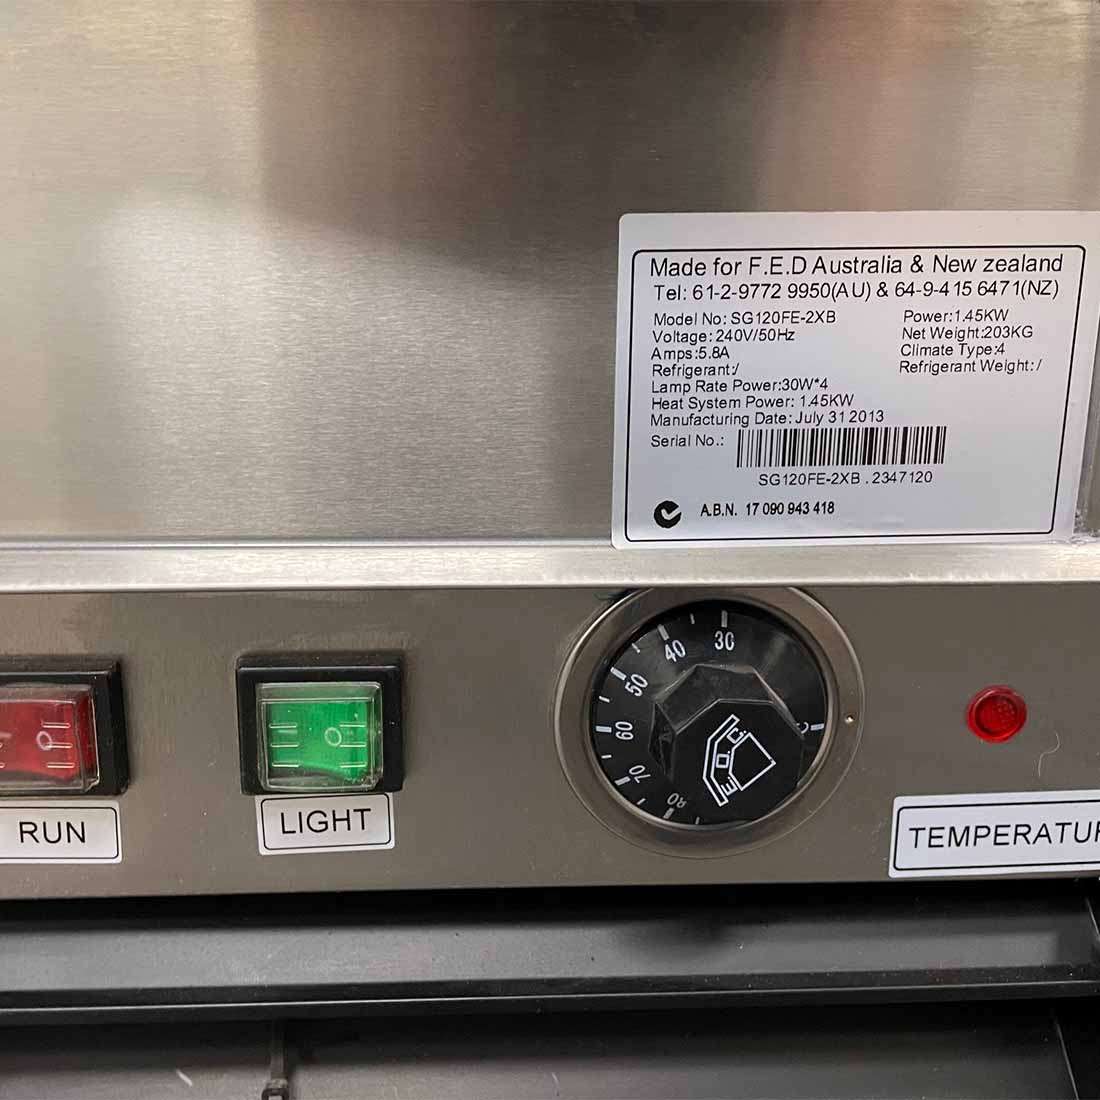 Made for F.E.D Australia & New zealand
Tel: 61-2-9772 9950(AU) & 64-9-415 6471(NZ)
Model No: SG120FE-2XB Power:1.45KW
Voltage: 240V/50Hz Net Weight:203KG
Amps:5.8A Climate Type:4
Refrigerant:/ Refrigerant Weight:/
Lamp Rate Power:30W*4
Heat System Power: 1.45KW
Manufacturing Date: July 31 2013
Serial No.:
SG120FE-2XB . 2347120
A.B.N. 17 090 943 418
30
40
50
60
70
80
E.G.O.
RUN
LIGHT